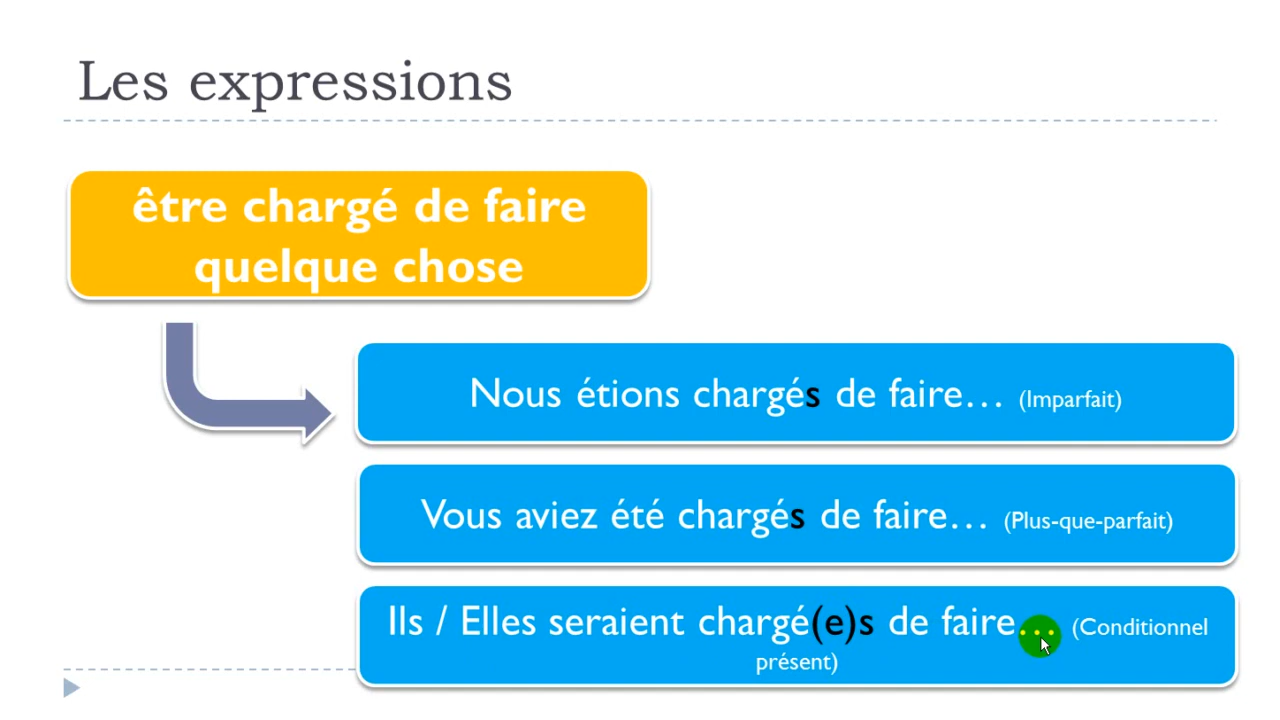 Les expressions
être chargé de faire
quelque chose
Nous étions chargés de faire… (Imparfait)
Vous aviez été chargés de faire… (Plus-que-parfait)
Ils / Elles seraient chargé(e)s de faire… (Conditionnel
présent)